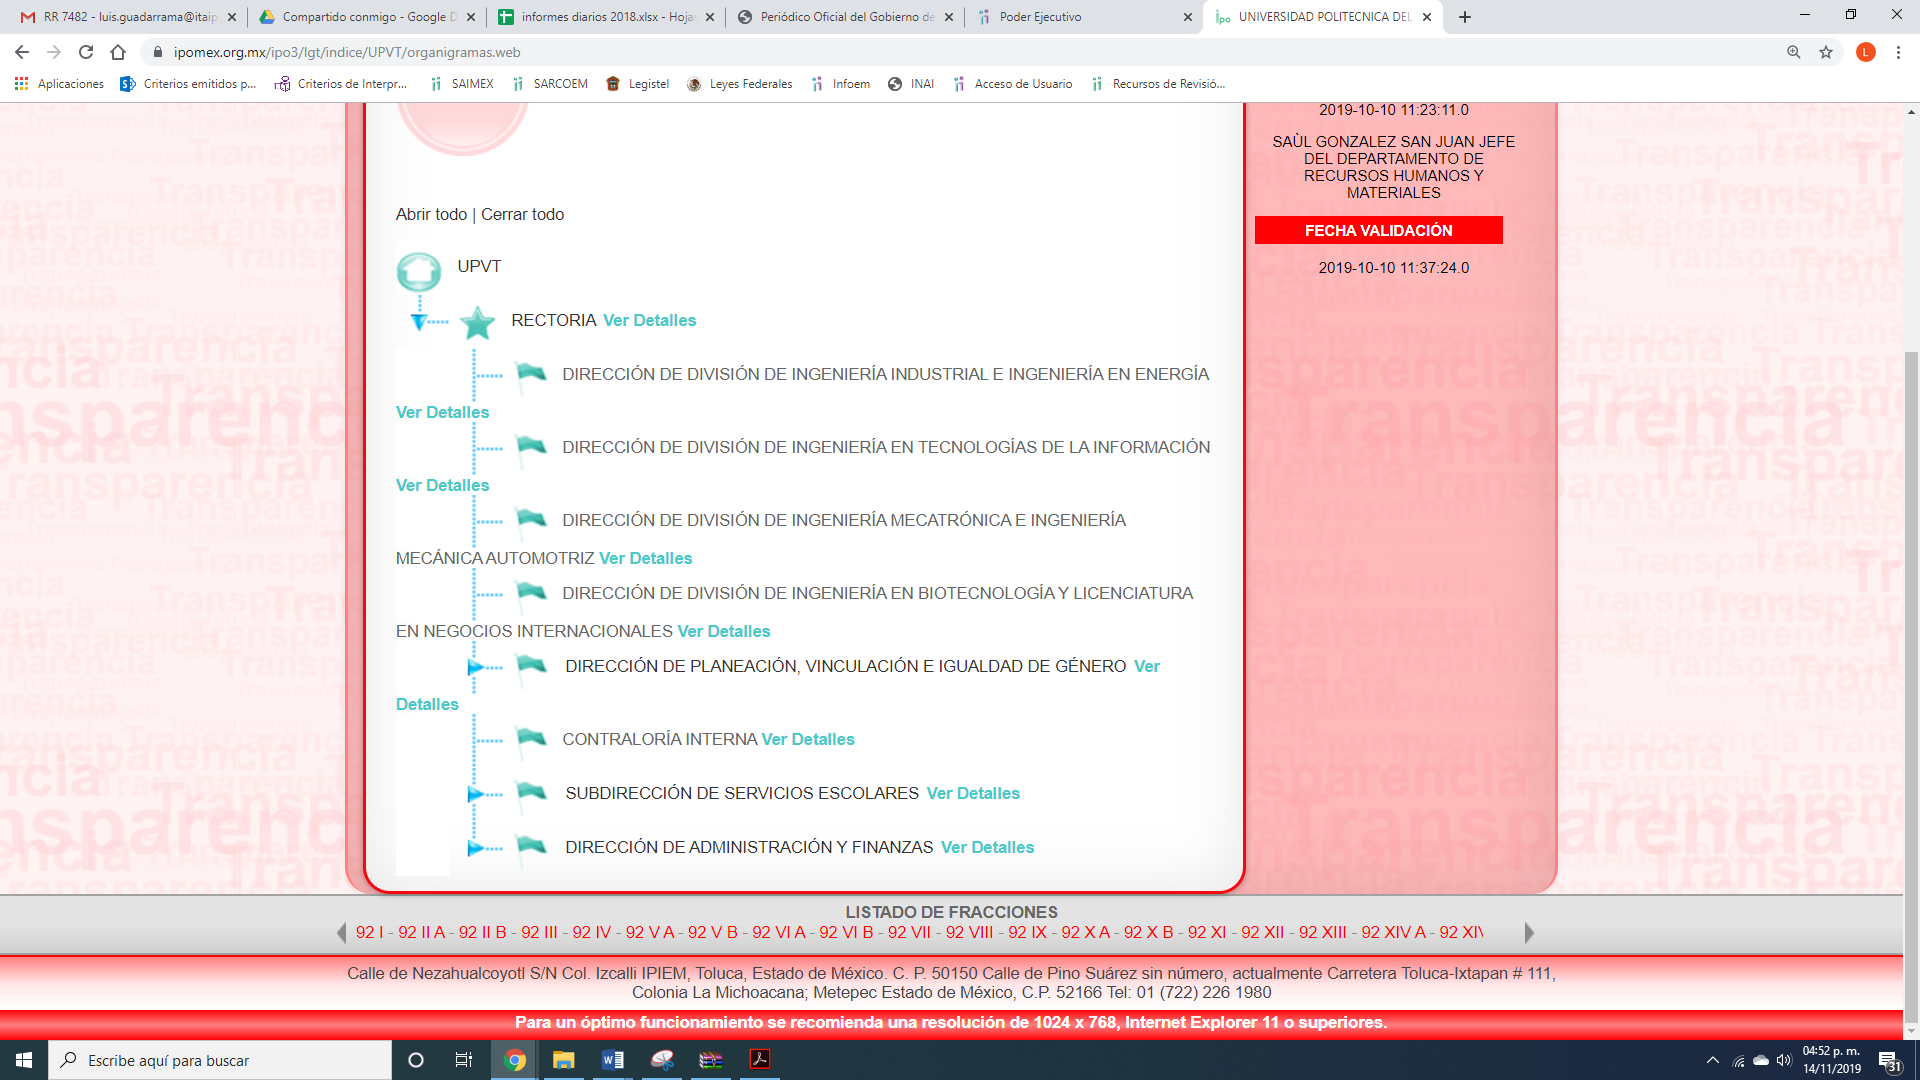 RR 7482 - luis.guadarrama@itaip
Compartido conmigo - Google D
informes diarios 2018.xlsx - Hoja
Periódico Oficial del Gobierno de
Poder Ejecutivo
UNIVERSIDAD POLITECNICA DEL
ipomex.org.mx/ipo3/lgt/indice/UPVT/organigramas.web
L
Aplicaciones
Criterios emitidos p...
Criterios de Interpr...
SAIMEX
SARCOEM
Legistel
Leyes Federales
Infoem
INAI
Acceso de Usuario
Recursos de Revisió...
2019-10-10 11:23:11.0
SAÙL GONZALEZ SAN JUAN JEFE
DEL DEPARTAMENTO DE
RECURSOS HUMANOS Y
MATERIALES
FECHA VALIDACIÓN
2019-10-10 11:37:24.0
Abrir todo | Cerrar todo
UPVT
RECTORIA Ver Detalles
DIRECCIÓN DE DIVISIÓN DE INGENIERÍA INDUSTRIAL E INGENIERÍA EN ENERGÍA
Ver Detalles
DIRECCIÓN DE DIVISIÓN DE INGENIERÍA EN TECNOLOGÍAS DE LA INFORMACIÓN
Ver Detalles
DIRECCIÓN DE DIVISIÓN DE INGENIERÍA MECATRÓNICA E INGENIERÍA
MECÁNICA AUTOMOTRIZ Ver Detalles
DIRECCIÓN DE DIVISIÓN DE INGENIERÍA EN BIOTECNOLOGÍA Y LICENCIATURA
EN NEGOCIOS INTERNACIONALES Ver Detalles
DIRECCIÓN DE PLANEACIÓN, VINCULACIÓN E IGUALDAD DE GÉNERO Ver
Detalles
CONTRALORÍA INTERNA Ver Detalles
SUBDIRECCIÓN DE SERVICIOS ESCOLARES Ver Detalles
DIRECCIÓN DE ADMINISTRACIÓN Y FINANZAS Ver Detalles
LISTADO DE FRACCIONES
92 I - 92 II A - 92 II B - 92 III - 92 IV - 92 V A - 92 V B - 92 VI A - 92 VI B - 92 VII - 92 VIII - 92 IX - 92 X A - 92 X B - 92 XI - 92 XII - 92 XIII - 92 XIV A - 92 XIV
Calle de Nezahualcoyotl S/N Col. Izcalli IPIEM, Toluca, Estado de México. C. P. 50150 Calle de Pino Suárez sin número, actualmente Carretera Toluca-Ixtapan # 111,
Colonia La Michoacana; Metepec Estado de México, C.P. 52166 Tel: 01 (722) 226 1980
Para un óptimo funcionamiento se recomienda una resolución de 1024 x 768, Internet Explorer 11 o superiores.
Escribe aquí para buscar
04:52 p. m.
14/11/2019
31